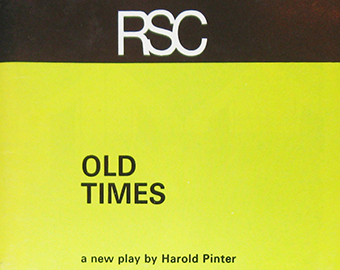 RSC
OLD
TIMES
a new play by Harold Pinter